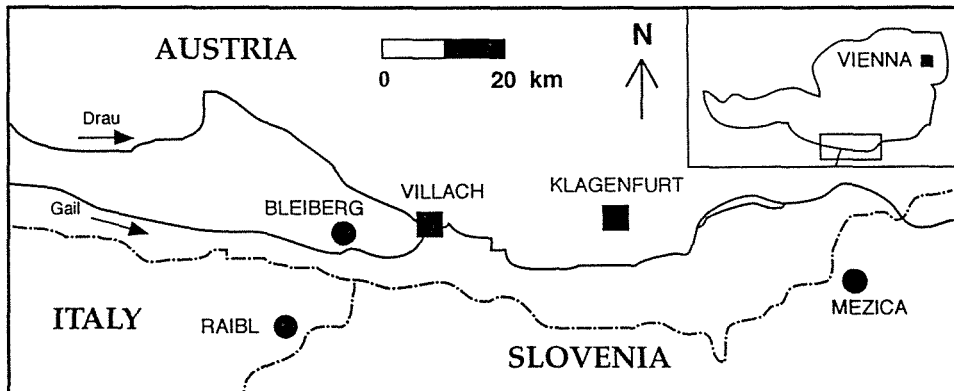 AUSTRIA
N
VIENNA
0 20 km
Drau
VILLACH
KLAGENFURT
Gail
BLEIBERG
ITALY
RAIBL
MEZICA
SLOVENIA